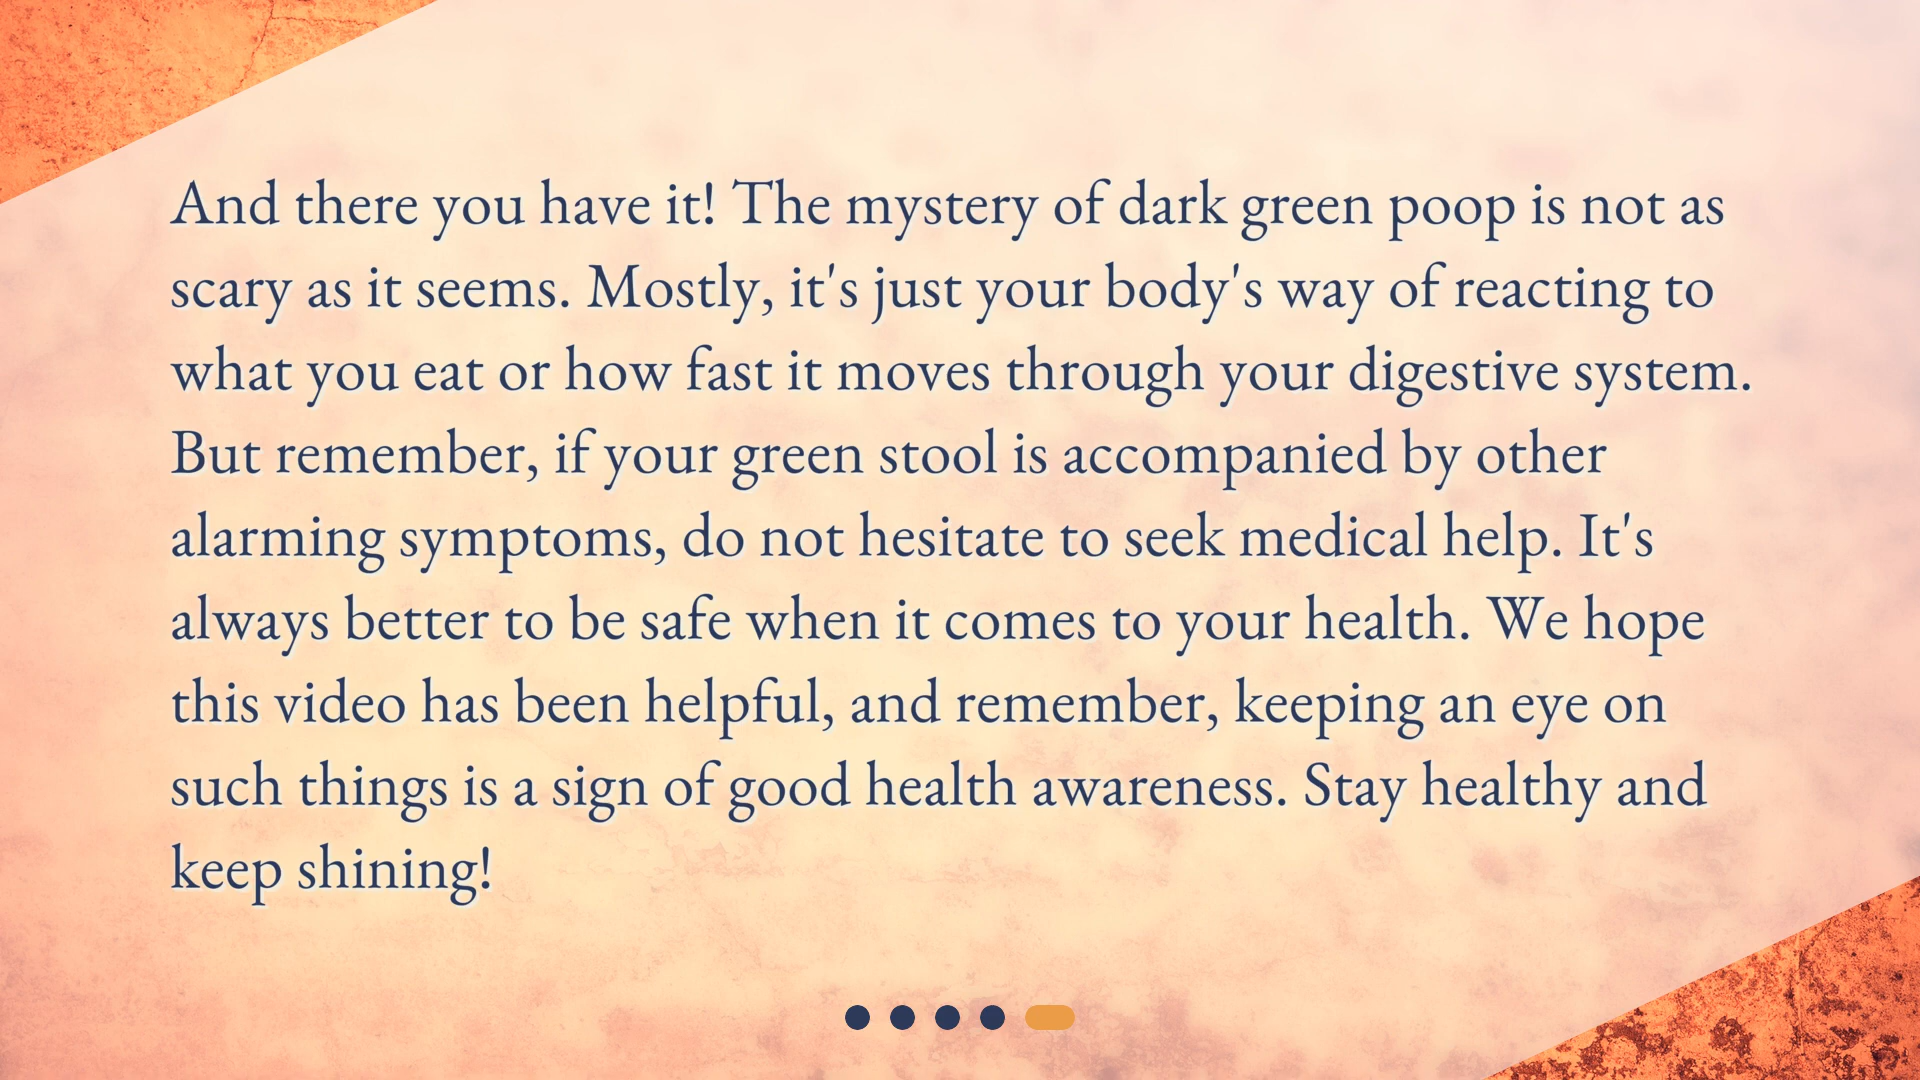 And there you have it! The mystery of dark green poop is not as
scary as it seems. Mostly, it's just your body's way of reacting to
what you eat or how fast it moves through your digestive system.
But remember, if your green stool is accompanied by other
alarming symptoms, do not hesitate to seek medical help. It's
always better to be safe when it comes to your health. We hope
this video has been helpful, and remember, keeping an eye on
such things is a sign of good health awareness. Stay healthy and
keep shining!